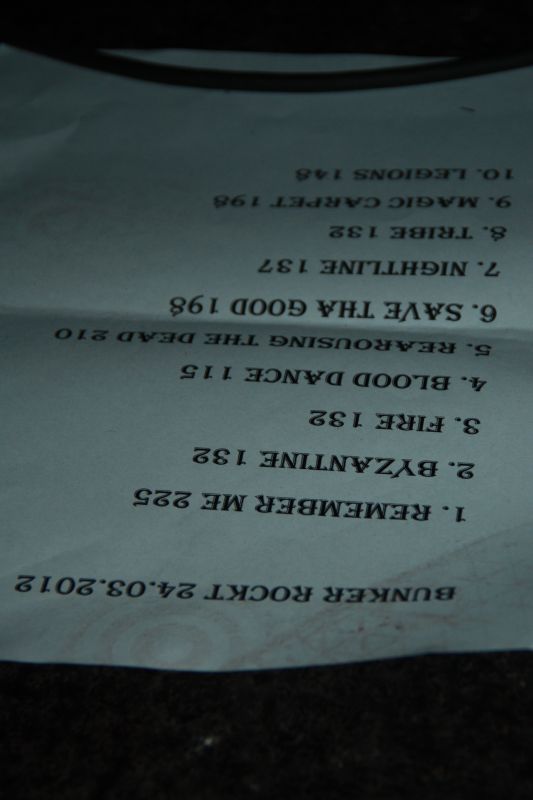 BUNKER ROCKT 24.03.2012
1. REMEMBER ME 225
2. BYZANTINE 132
3. FIRE 132
4. BLOOD DANCE 115
5. REAROUSING THE DEAD 210
6. SAVE THA GOOD 198
7. NIGHTLINE 137
8. TRIBE 132
9. MAGIC CARPET 198
10. LEGIONS 148